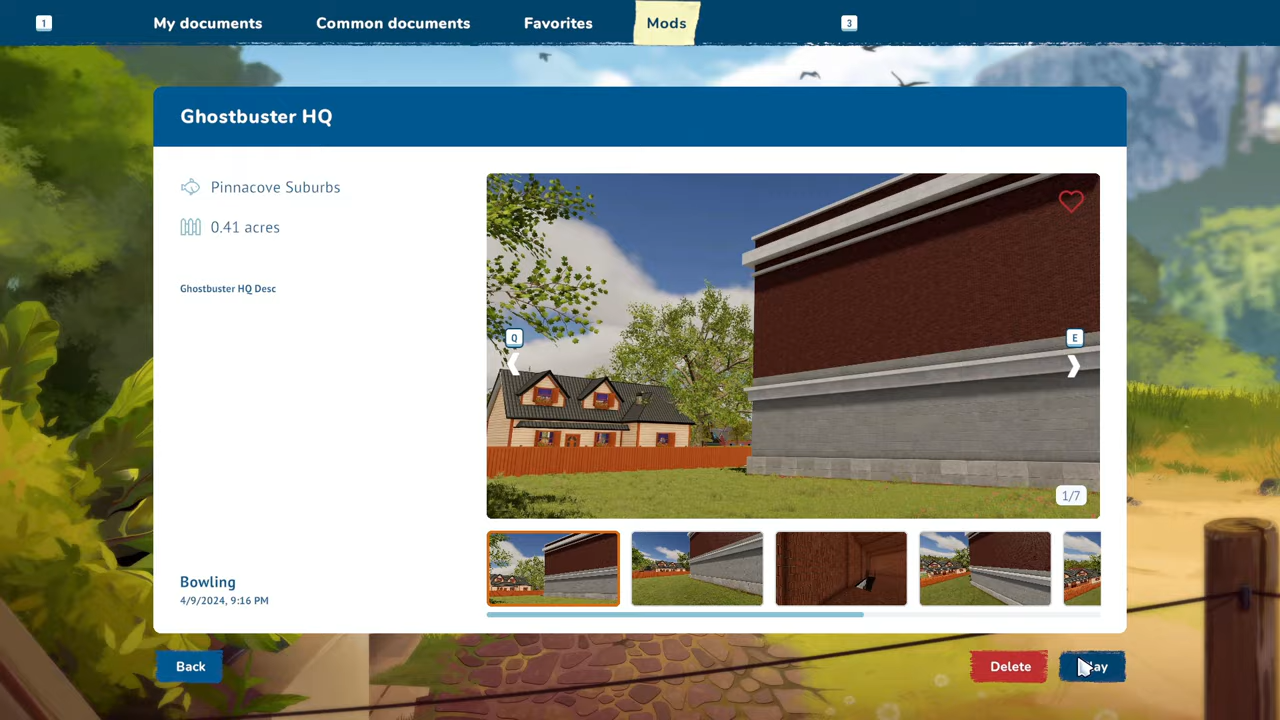 1
My documents
Common documents
Favorites
Mods
3
Ghostbuster HQ
Pinnacove Suburbs
0.41 acres
Ghostbuster HQ Desc
Q
E
1/7
Bowling
4/9/2024, 9:16 PM
Back
Delete